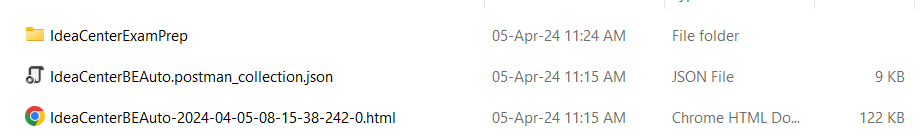 IdeaCenterExamPrep 05-Apr-24 11:24 AM File folder
IdeaCenterBEAuto.postman_collection.json 05-Apr-24 11:15 AM JSON File 9 KB
IdeaCenterBEAuto-2024-04-05-08-15-38-242-0.html 05-Apr-24 11:15 AM Chrome HTML Do... 122 KB